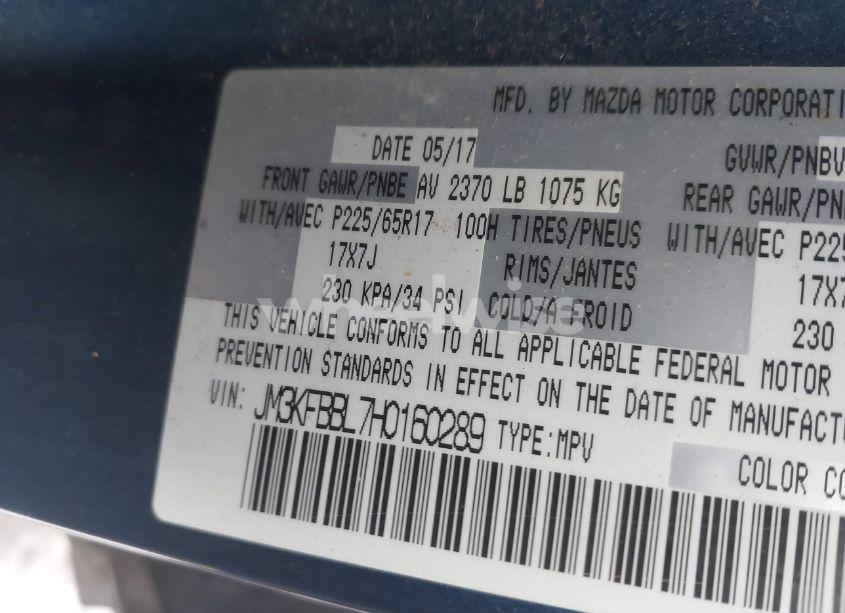 MFD. BY MAZDA MOTOR CORPORATI
DATE 05/17
GVWR/PNBV
FRONT GAWR/PNBE AV 2370 LB 1075 KG
REAR GAWR/PN
WITH/AVEC P225/65R17 100H TIRES/PNEUS WITH/AVEC P225
17X7J RIMS/JANTES 17X7
230 KPA/34 PSI COLD/A FROID 230
wheelwise
THIS VEHICLE CONFORMS TO ALL APPLICABLE FEDERAL MOTOR
PREVENTION STANDARDS IN EFFECT ON THE DATE OF MANUFACTU
VIN: JM3KFBBL7H0160289 TYPE:MPV
COLOR CO